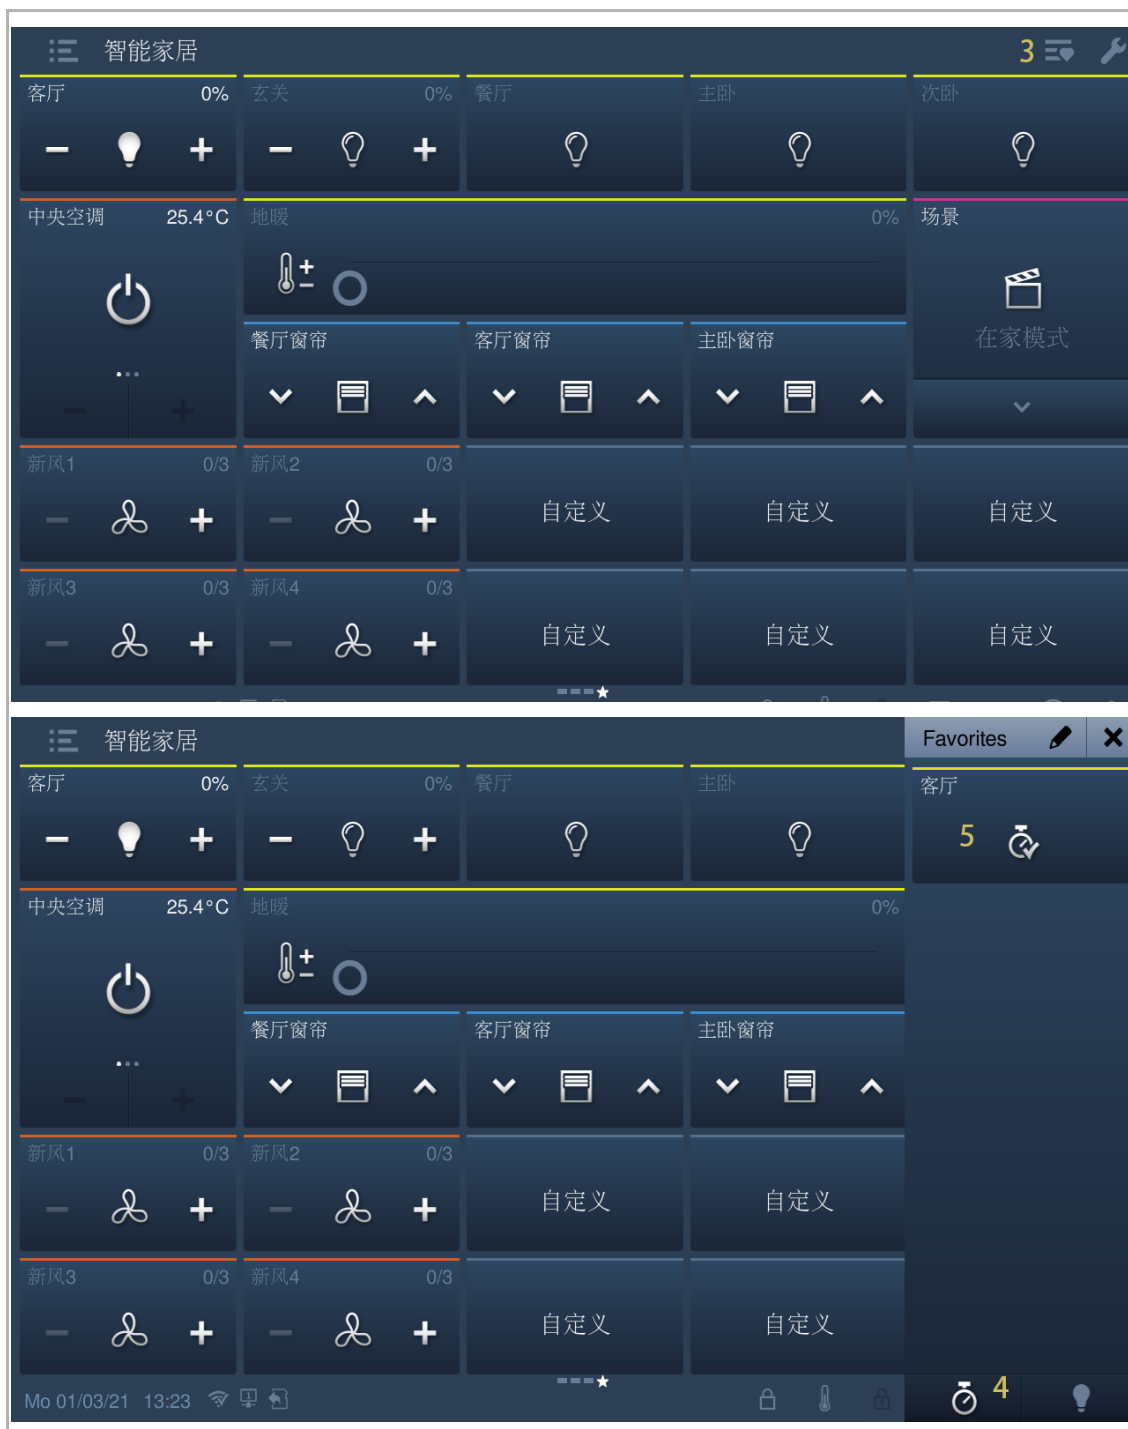 智能家居 3
客厅 0% 玄关 0% 餐厅 主卧 次卧
中央空调 25.4°C 地暖 0% 场景
在家模式
餐厅窗帘 客厅窗帘 主卧窗帘
新风1 0/3 新风2 0/3
自定义 自定义 自定义
新风3 0/3 新风4 0/3
自定义 自定义 自定义
智能家居 Favorites
客厅 0% 玄关 0% 餐厅 主卧 客厅
5
中央空调 25.4°C 地暖 0%
餐厅窗帘 客厅窗帘 主卧窗帘
新风1 0/3 新风2 0/3
自定义 自定义
新风3 0/3 新风4 0/3
自定义 自定义
Mo 01/03/21 13:23 4